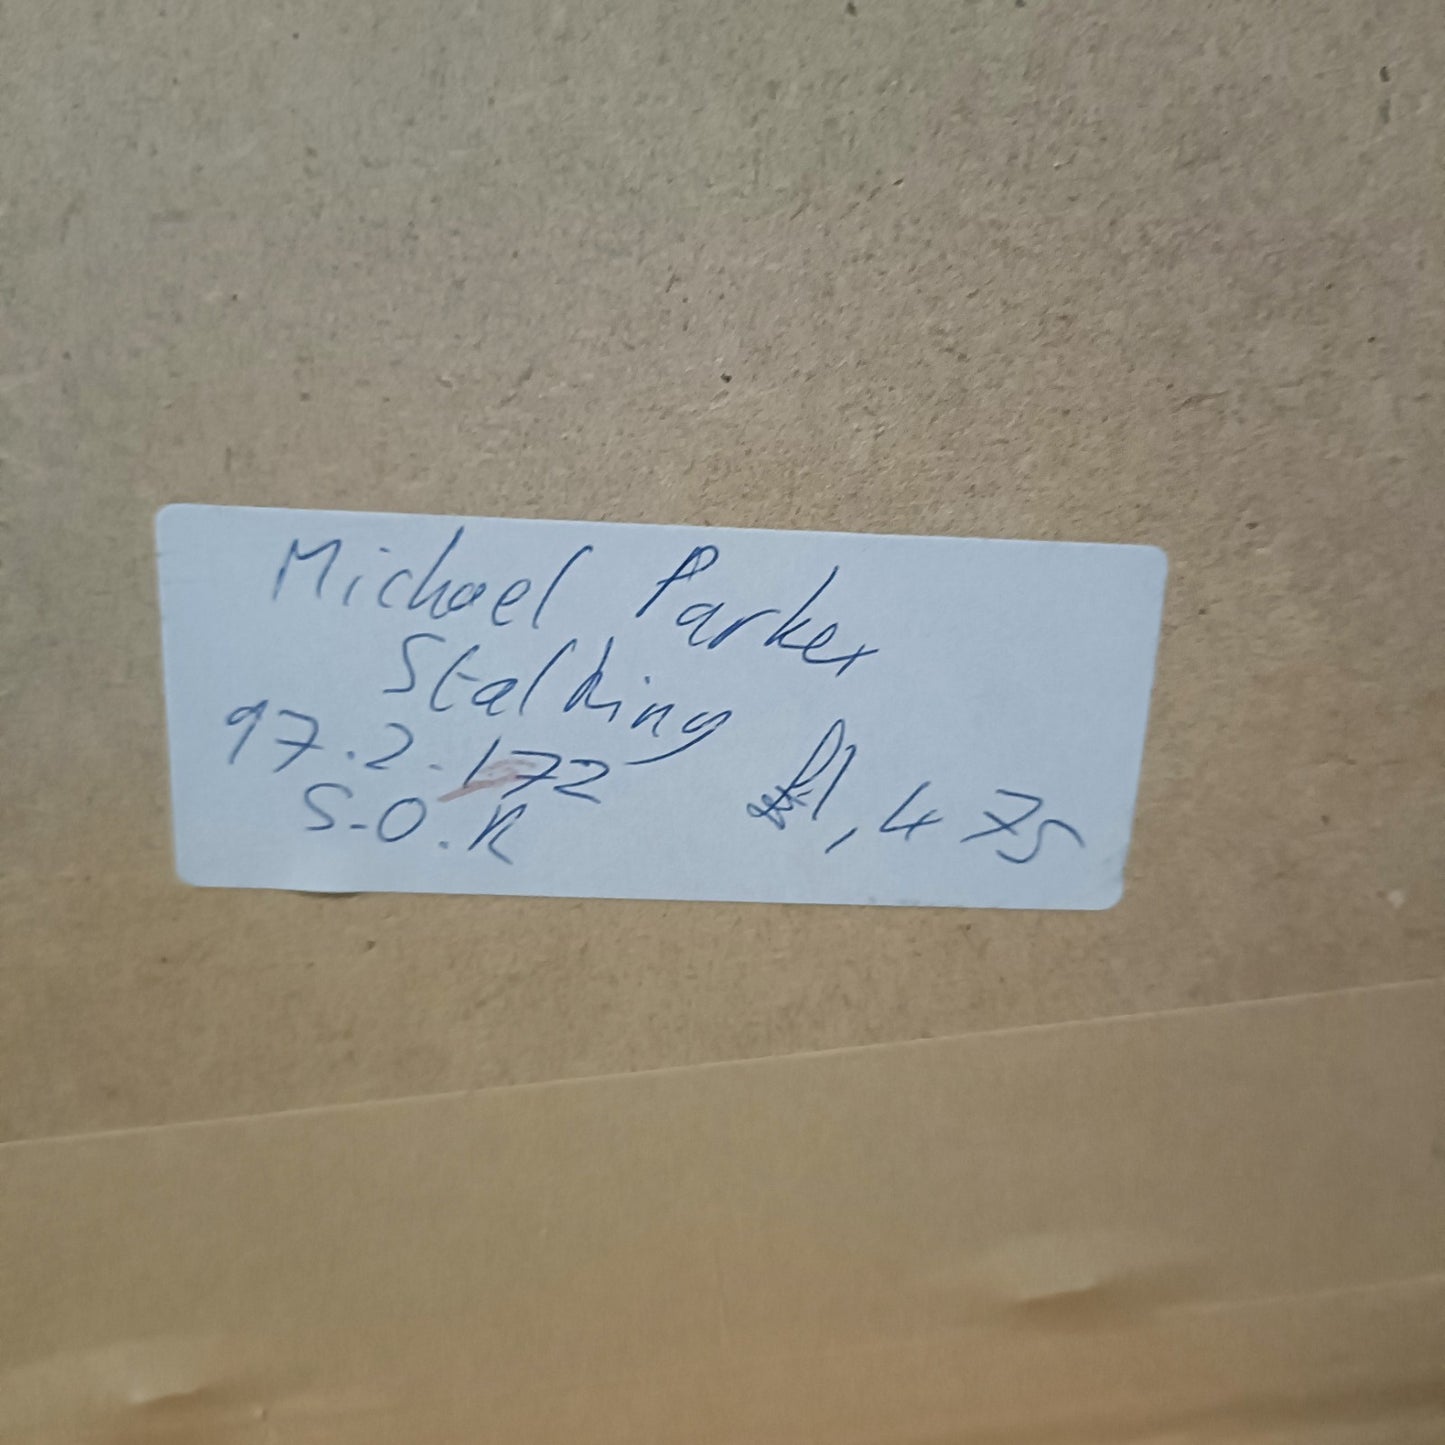 Michael Parker
Stalking
97.2.172
£1,475
S.O.R